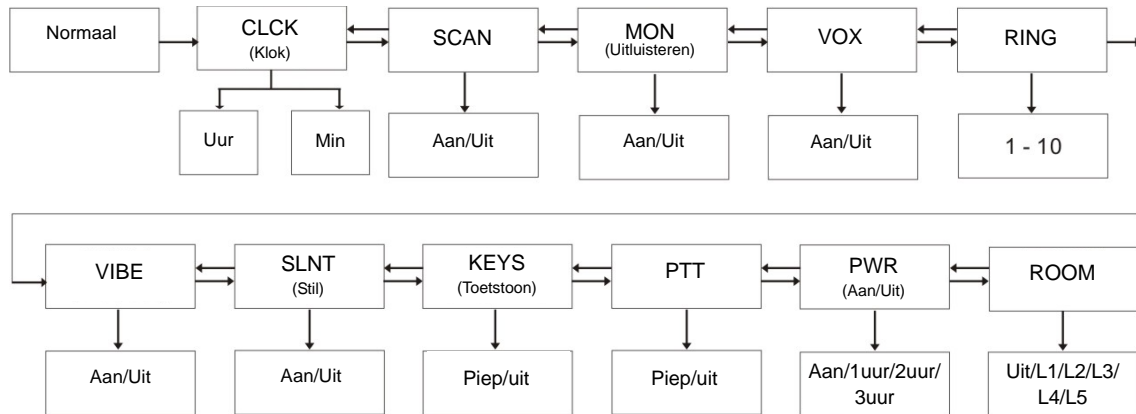 Normaal
CLCK
(Klok)
SCAN
MON
(Uitluisteren)
VOX
RING
Uur
Min
Aan/Uit
Aan/Uit
Aan/Uit
1 - 10
VIBE
SLNT
(Stil)
KEYS
(Toetstoon)
PTT
PWR
(Aan/Uit)
ROOM
Aan/Uit
Aan/Uit
Piep/uit
Piep/uit
Aan/1uur/2uur/
3uur
Uit/L1/L2/L3/
L4/L5